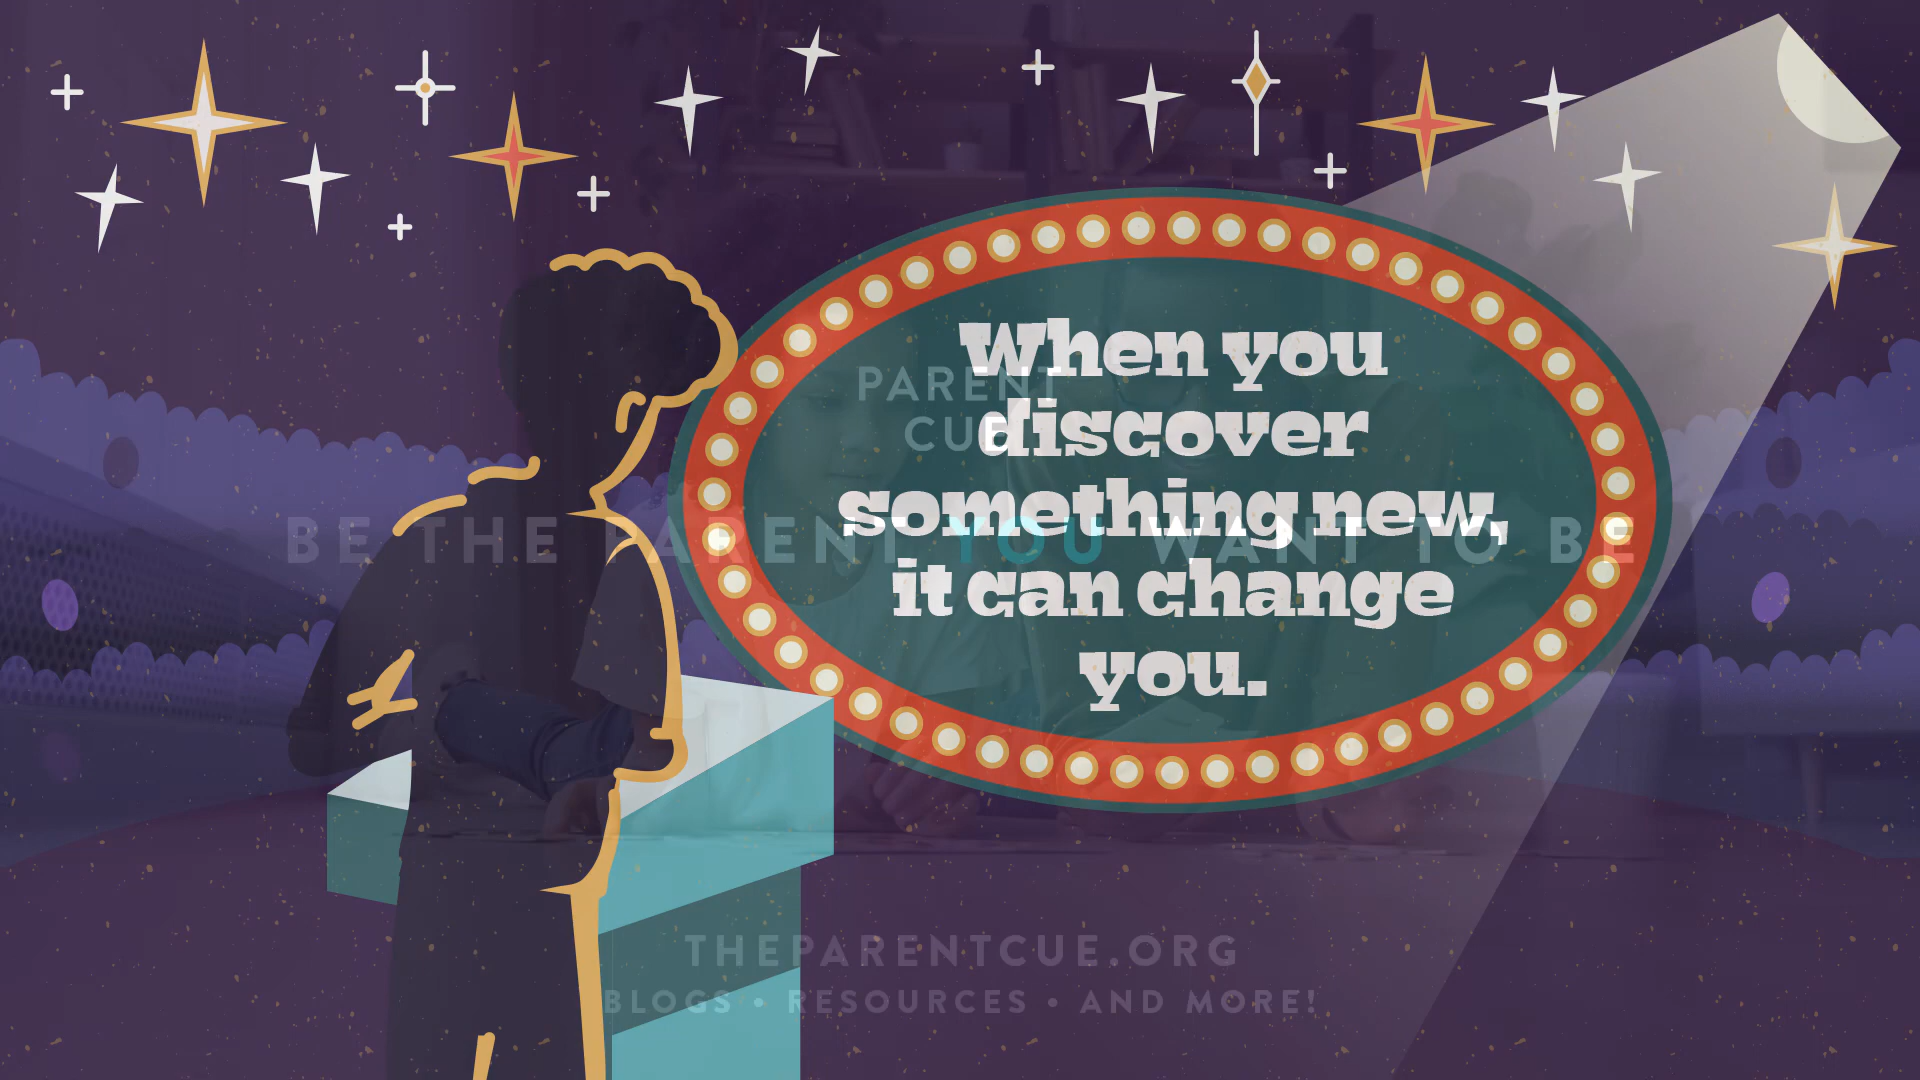 When you
discover
something new,
it can change
you.
PARENT
CUE
BE THE PARENT YOU WANT TO BE
THEPARENTCUE.ORG
BLOGS • RESOURCES • AND MORE!